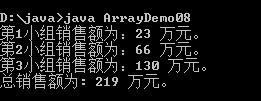 D:\java>java ArrayDemo08
第1小组销售额为：23 万元。
第2小组销售额为：66 万元。
第3小组销售额为：130 万元。
总销售额为：219 万元。